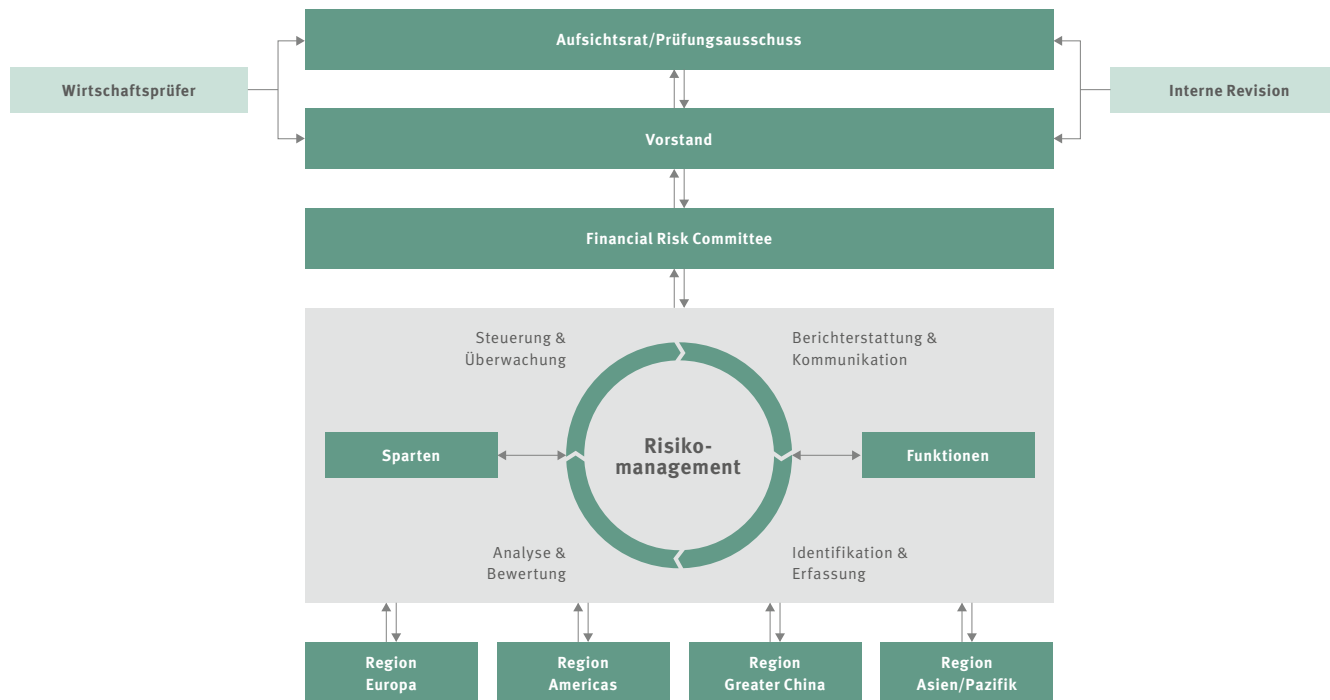 Aufsichtsrat/Prüfungsausschuss
Wirtschaftsprüfer
Interne Revision
Vorstand
Financial Risk Committee
Steuerung &
Überwachung
Berichterstattung &
Kommunikation
Sparten
Risiko-
management
Funktionen
Analyse &
Bewertung
Identifikation &
Erfassung
Region
Europa
Region
Americas
Region
Greater China
Region
Asien/Pazifik